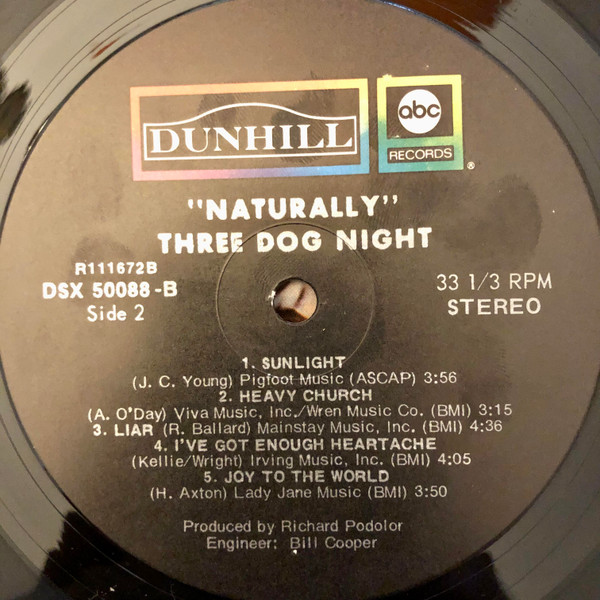 DUNHILL
abc
RECORDS
®
"NATURALLY"
THREE DOG NIGHT
R111672B
DSX 50088-B
Side 2
33 1/3 RPM
STEREO
1. SUNLIGHT
(J. C. Young) Pigfoot Music (ASCAP) 3:56
2. HEAVY CHURCH
(A. O'Day) Viva Music, Inc./Wren Music Co. (BMI) 3:15
3. LIAR (R. Ballard) Mainstay Music, Inc. (BMI) 4:36
4. I'VE GOT ENOUGH HEARTACHE
(Kellie/Wright) Irving Music, Inc. (BMI) 4:05
5. JOY TO THE WORLD
(H. Axton) Lady Jane Music (BMI) 3:50
Produced by Richard Podolor
Engineer: Bill Cooper